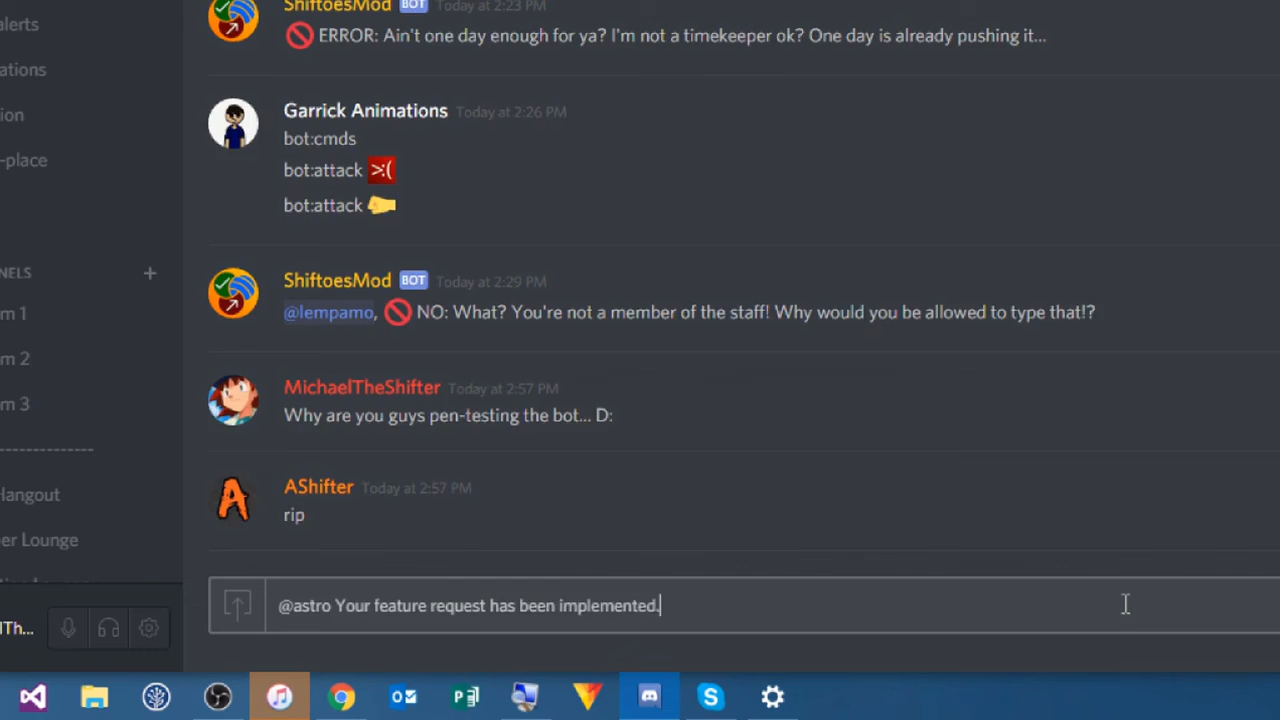 alerts
ations
ion
-place
NELS +
m 1
m 2
m 3
--------------
Hangout
er Lounge
lTh...
ShiftoesMod BOT Today at 2:23 PM
🚫 ERROR: Ain't one day enough for ya? I'm not a timekeeper ok? One day is already pushing it...
Garrick Animations Today at 2:26 PM
bot:cmds
bot:attack >:(
bot:attack
ShiftoesMod BOT Today at 2:29 PM
@lempamo, 🚫 NO: What? You're not a member of the staff! Why would you be allowed to type that!?
MichaelTheShifter Today at 2:57 PM
Why are you guys pen-testing the bot... D:
A
AShifter Today at 2:57 PM
rip
@astro Your feature request has been implemented.